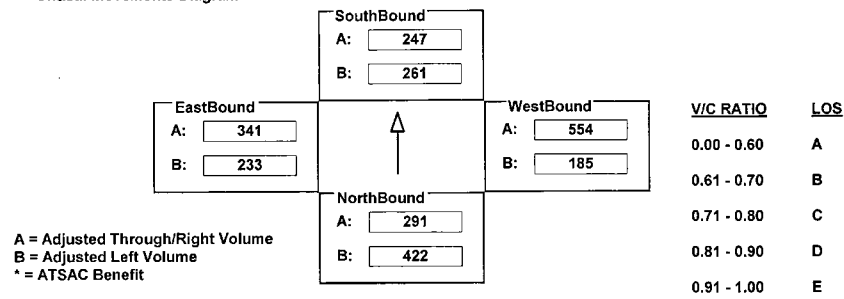 SouthBound
A: 247
B: 261
EastBound
A: 341
B: 233
WestBound
A: 554
B: 185
NorthBound
A: 291
B: 422
A = Adjusted Through/Right Volume
B = Adjusted Left Volume
* = ATSAC Benefit
V/C RATIO LOS
0.00 - 0.60 A
0.61 - 0.70 B
0.71 - 0.80 C
0.81 - 0.90 D
0.91 - 1.00 E